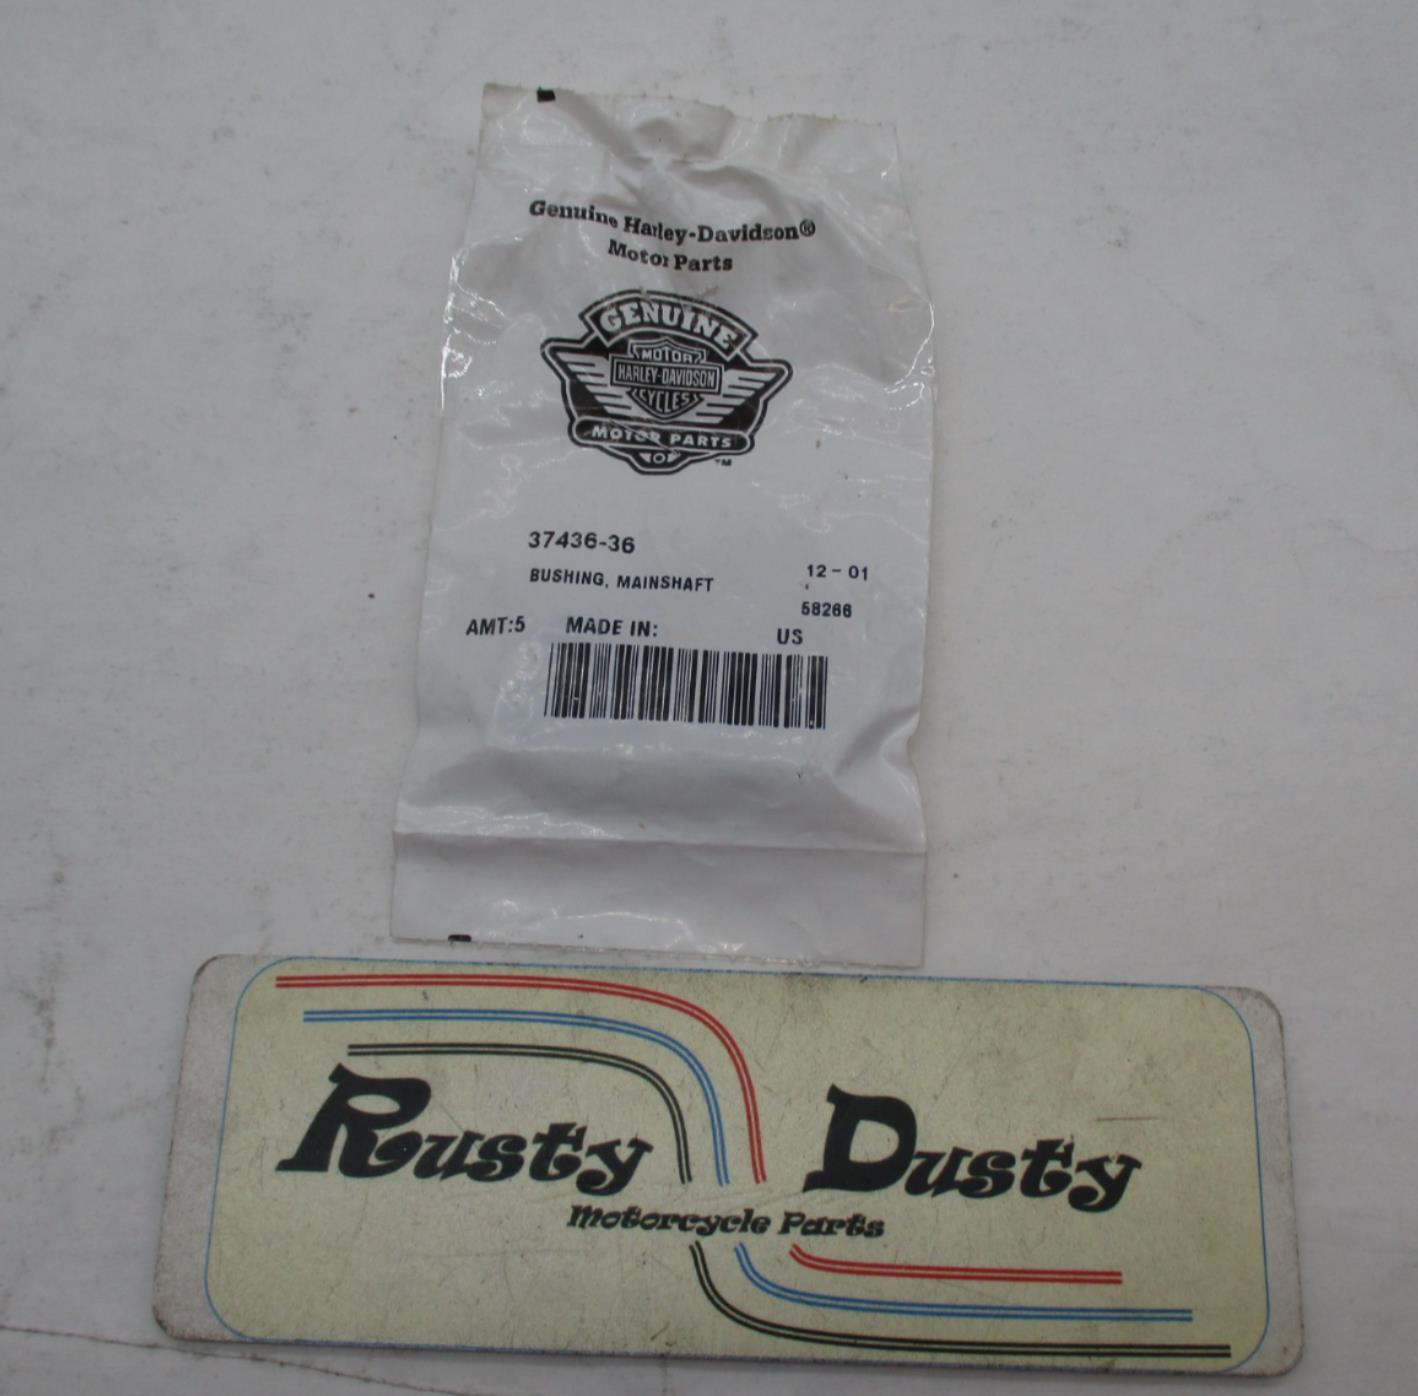 Genuine Harley-Davidson®
Motor Parts
GENUINE
MOTOR
HARLEY-DAVIDSON
CYCLES
MOTOR PARTS
TM
37436-36
12-01
BUSHING, MAINSHAFT
58266
AMT:5 MADE IN: US
Rusty Dusty
Motorcycle Parts